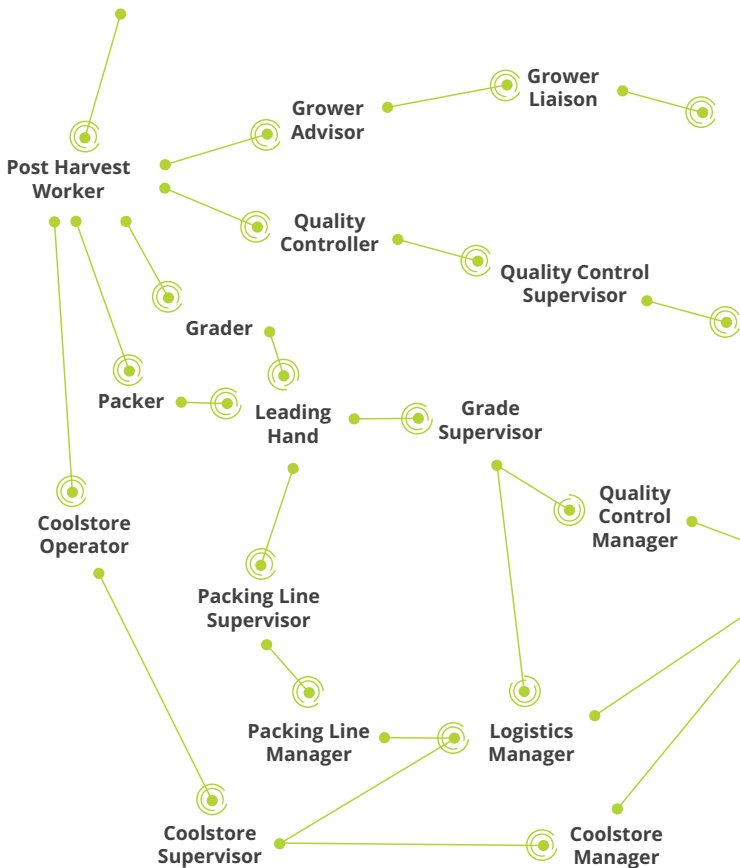 Grower
Liaison
Grower
Advisor
Post Harvest
Worker
Quality
Controller
Quality Control
Supervisor
Grader
Packer
Leading
Hand
Grade
Supervisor
Quality
Control
Manager
Coolstore
Operator
Packing Line
Supervisor
Packing Line
Manager
Logistics
Manager
Coolstore
Supervisor
Coolstore
Manager